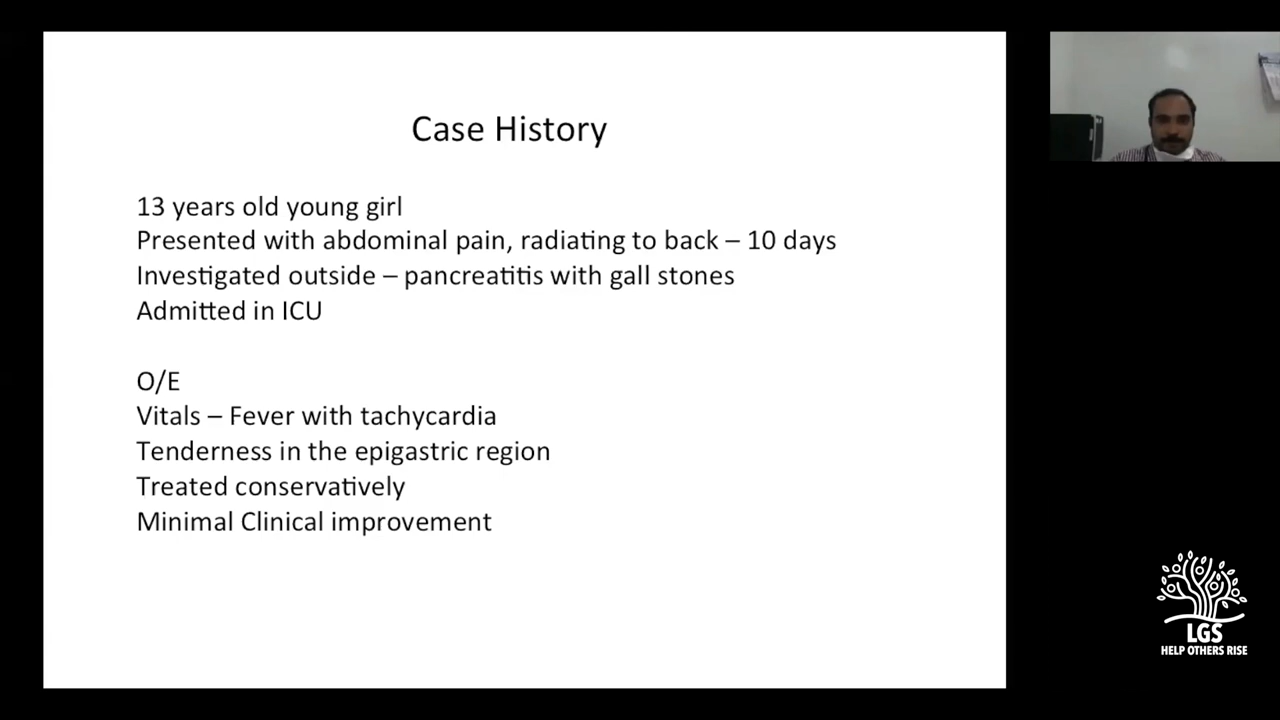 Case History
13 years old young girl
Presented with abdominal pain, radiating to back – 10 days
Investigated outside – pancreatitis with gall stones
Admitted in ICU
O/E
Vitals – Fever with tachycardia
Tenderness in the epigastric region
Treated conservatively
Minimal Clinical improvement
LGS
HELP OTHERS RISE